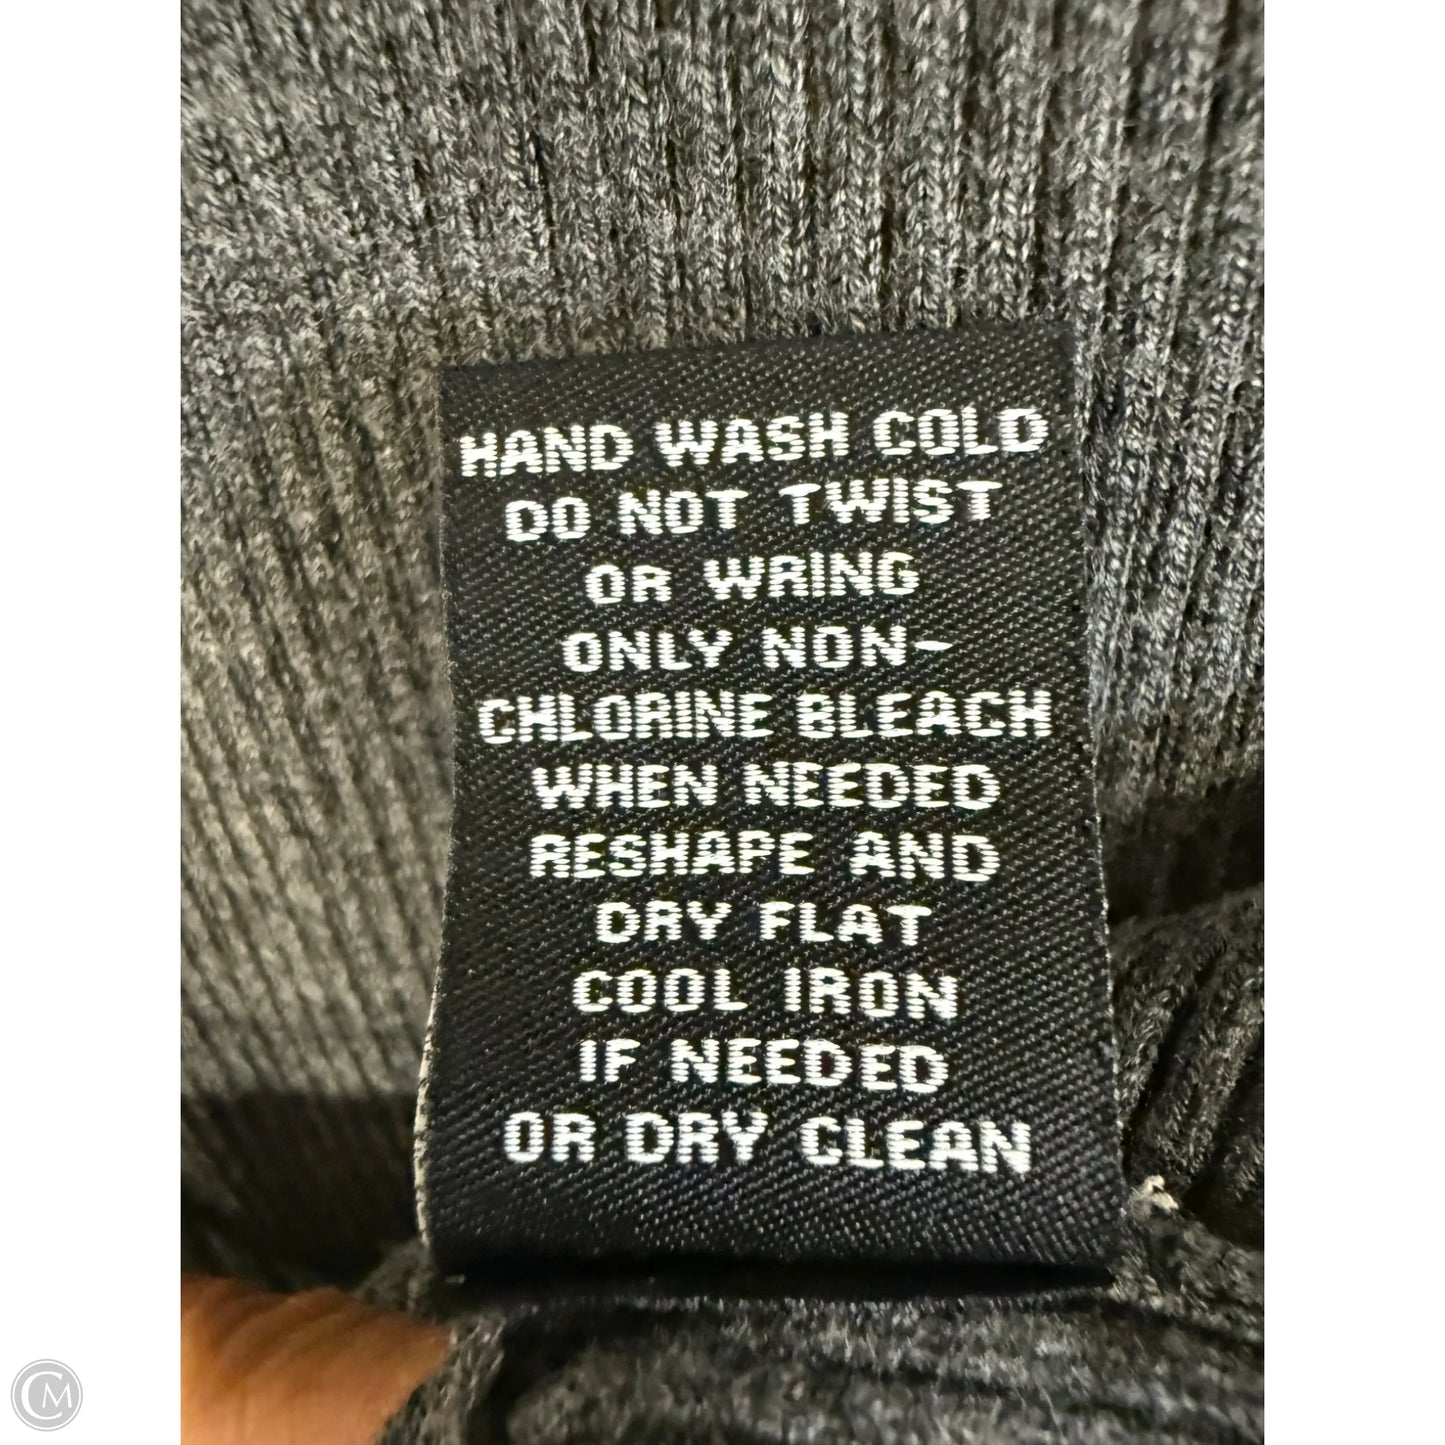 HAND WASH COLD
DO NOT TWIST
OR WRING
ONLY NON-
CHLORINE BLEACH
WHEN NEEDED
RESHAPE AND
DRY FLAT
COOL IRON
IF NEEDED
OR DRY CLEAN
CM